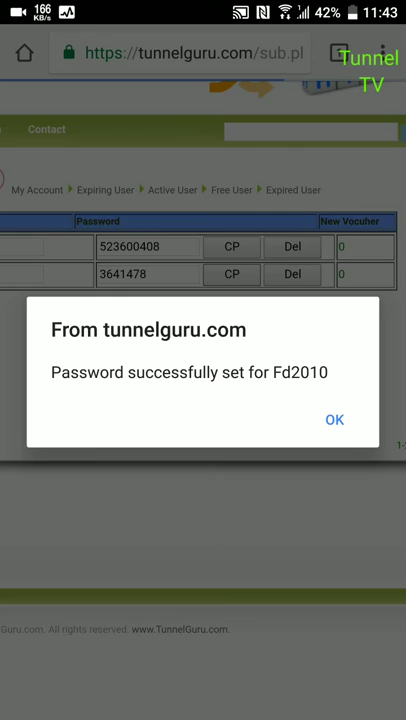 166 KB/s 42% 11:43
https://tunnelguru.com/sub.pl
Tunnel
TV
Contact
My Account Expiring User Active User Free User Expired User
Password New Vocuher
523600408 CP Del 0
3641478 CP Del 0
From tunnelguru.com
Password successfully set for Fd2010
OK
Guru.com. All rights reserved. www.TunnelGuru.com.